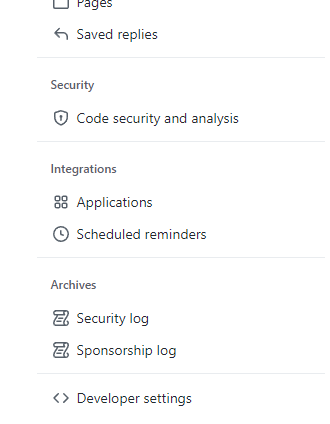 Pages
Saved replies
Security
Code security and analysis
Integrations
Applications
Scheduled reminders
Archives
Security log
Sponsorship log
Developer settings